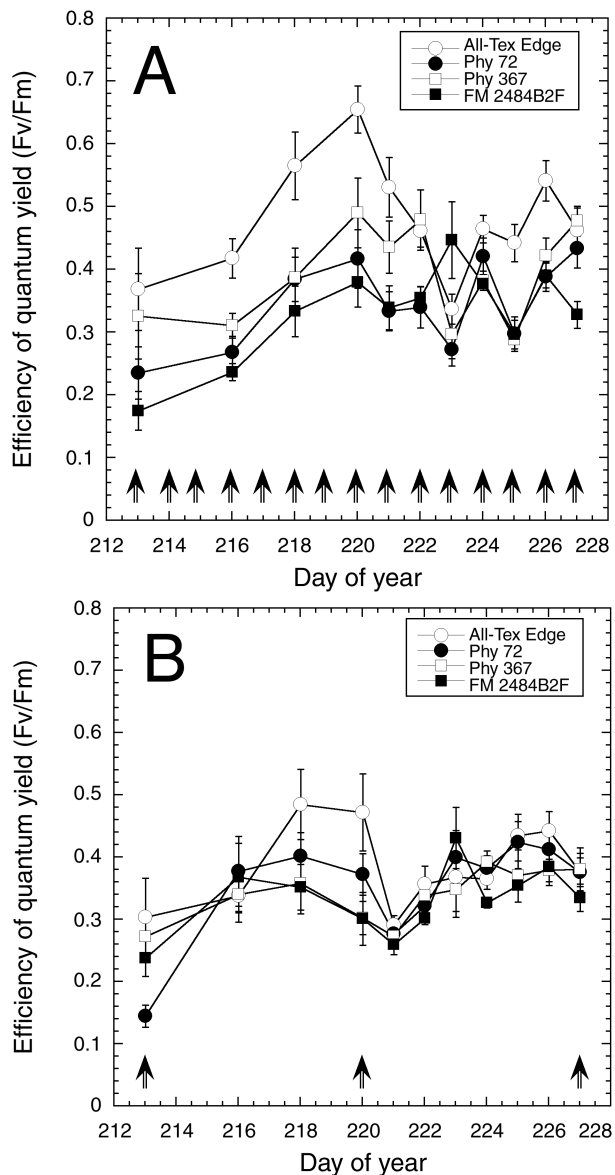 A
All-Tex Edge
Phy 72
Phy 367
FM 2484B2F
Efficiency of quantum yield (Fv/Fm)
0.8
0.7
0.6
0.5
0.4
0.3
0.2
0.1
0
212 214 216 218 220 222 224 226 228
Day of year
B
All-Tex Edge
Phy 72
Phy 367
FM 2484B2F
Efficiency of quantum yield (Fv/Fm)
0.8
0.7
0.6
0.5
0.4
0.3
0.2
0.1
0
212 214 216 218 220 222 224 226 228
Day of year